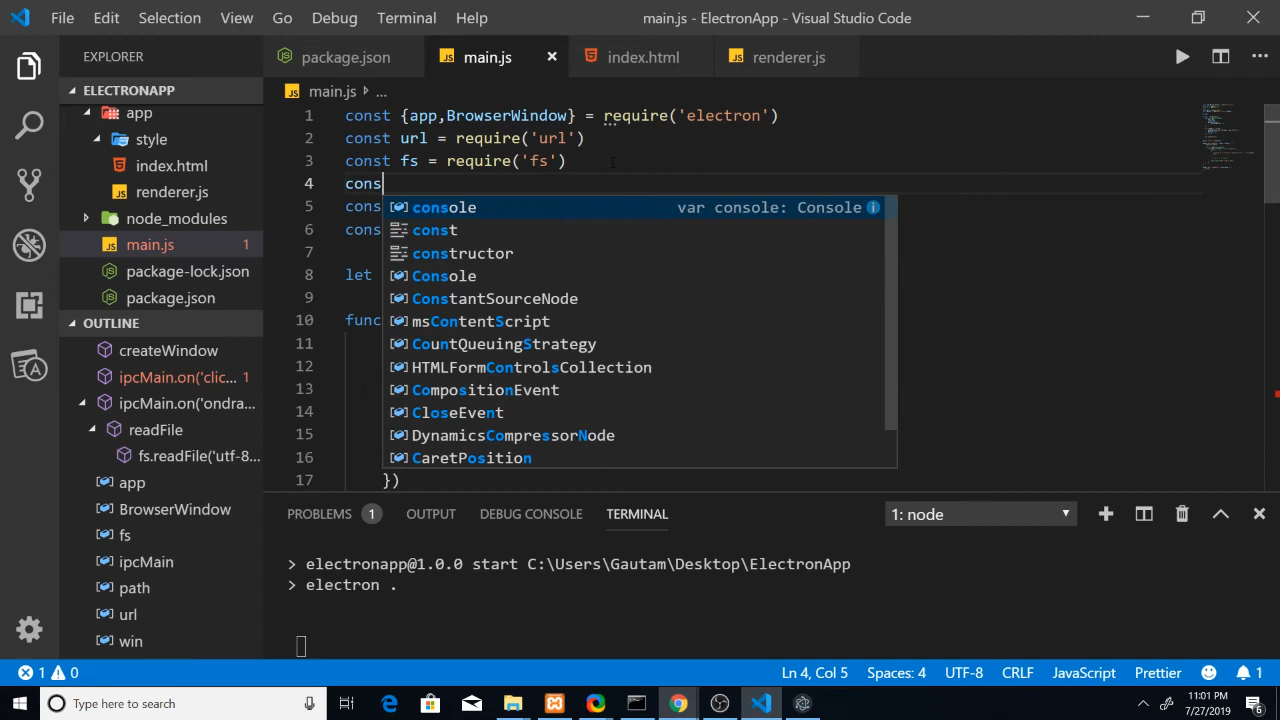 File Edit Selection View Go Debug Terminal Help main.js - ElectronApp - Visual Studio Code
EXPLORER
package.json main.js index.html renderer.js
ELECTRONAPP
app
style
index.html
renderer.js
node_modules
main.js 1
package-lock.json
package.json
OUTLINE
createWindow
ipcMain.on('clic... 1
ipcMain.on('ondra...
readFile
fs.readFile('utf-8...
app
BrowserWindow
fs
ipcMain
path
url
win
main.js ...
1 const {app,BrowserWindow} = require('electron')
2 const url = require('url')
3 const fs = require('fs')
4 cons
5 cons
6 cons
7
8 let
9
10 func
11
12
13
14
15
16
17 })
console var console: Console
const
constructor
Console
ConstantSourceNode
msContentScript
CountQueuingStrategy
HTMLFormControlsCollection
CompositionEvent
CloseEvent
DynamicsCompressorNode
CaretPosition
PROBLEMS 1 OUTPUT DEBUG CONSOLE TERMINAL 1: node
> electronapp@1.0.0 start C:\Users\Gautam\Desktop\ElectronApp
> electron .
1 0 Ln 4, Col 5 Spaces: 4 UTF-8 CRLF JavaScript Prettier 1
Type here to search
11:01 PM
7/27/2019